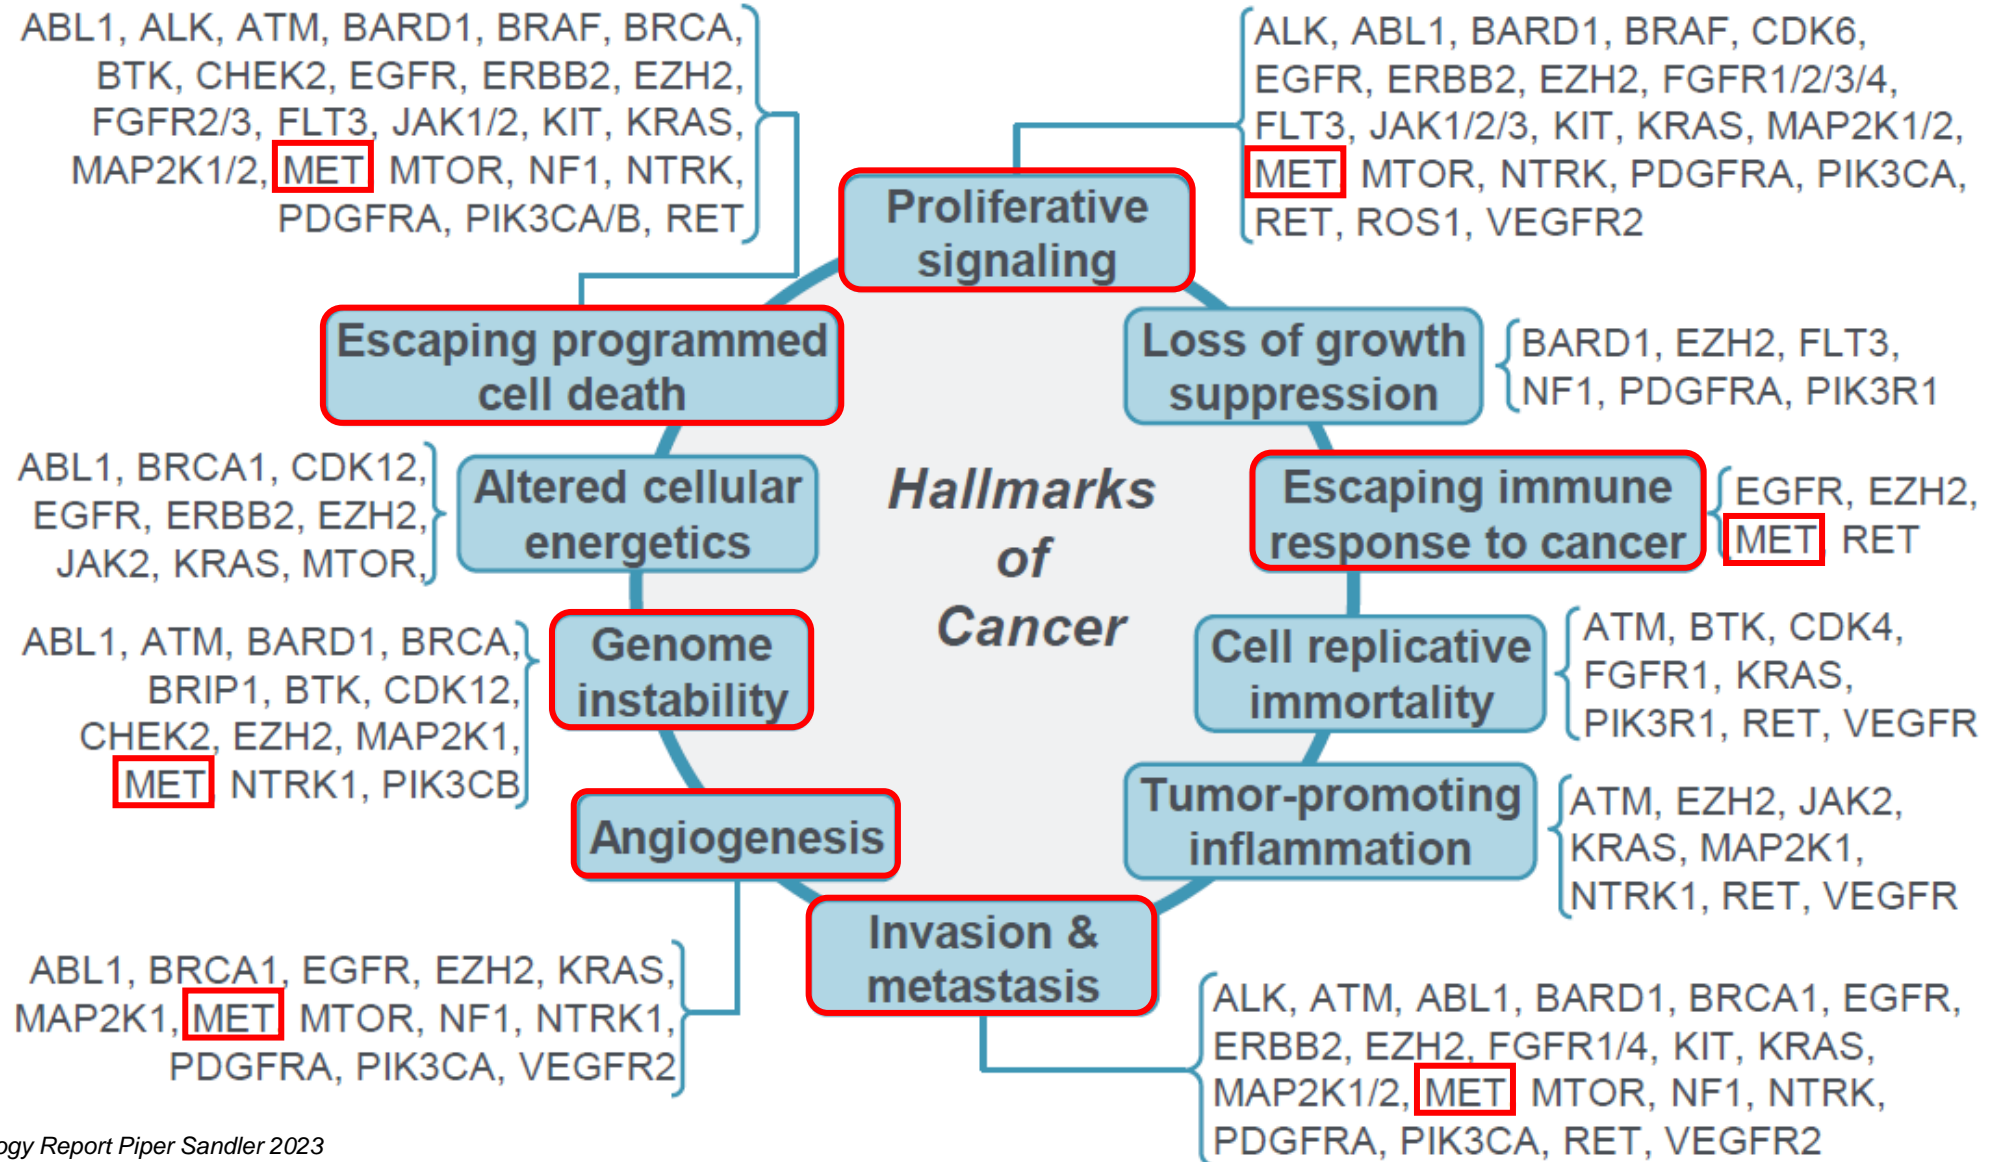 ABL1, ALK, ATM, BARD1, BRAF, BRCA,
BTK, CHEK2, EGFR, ERBB2, EZH2,
FGFR2/3, FLT3, JAK1/2, KIT, KRAS,
MAP2K1/2, MET MTOR, NF1, NTRK,
PDGFRA, PIK3CA/B, RET
ALK, ABL1, BARD1, BRAF, CDK6,
EGFR, ERBB2, EZH2, FGFR1/2/3/4,
FLT3, JAK1/2/3, KIT, KRAS, MAP2K1/2,
MET MTOR, NTRK, PDGFRA, PIK3CA,
RET, ROS1, VEGFR2
Proliferative
signaling
Escaping programmed
cell death
Loss of growth
suppression
BARD1, EZH2, FLT3,
NF1, PDGFRA, PIK3R1
ABL1, BRCA1, CDK12,
EGFR, ERBB2, EZH2,
JAK2, KRAS, MTOR,
Altered cellular
energetics
Hallmarks
of
Cancer
Escaping immune
response to cancer
EGFR, EZH2,
MET, RET
ABL1, ATM, BARD1, BRCA,
BRIP1, BTK, CDK12,
CHEK2, EZH2, MAP2K1,
MET NTRK1, PIK3CB
Genome
instability
Cell replicative
immortality
ATM, BTK, CDK4,
FGFR1, KRAS,
PIK3R1, RET, VEGFR
Angiogenesis
Tumor-promoting
inflammation
ATM, EZH2, JAK2,
KRAS, MAP2K1,
NTRK1, RET, VEGFR
Invasion &
metastasis
ABL1, BRCA1, EGFR, EZH2, KRAS,
MAP2K1, MET MTOR, NF1, NTRK1,
PDGFRA, PIK3CA, VEGFR2
ALK, ATM, ABL1, BARD1, BRCA1, EGFR,
ERBB2, EZH2, FGFR1/4, KIT, KRAS,
MAP2K1/2, MET MTOR, NF1, NTRK,
PDGFRA, PIK3CA, RET, VEGFR2
ogy Report Piper Sandler 2023